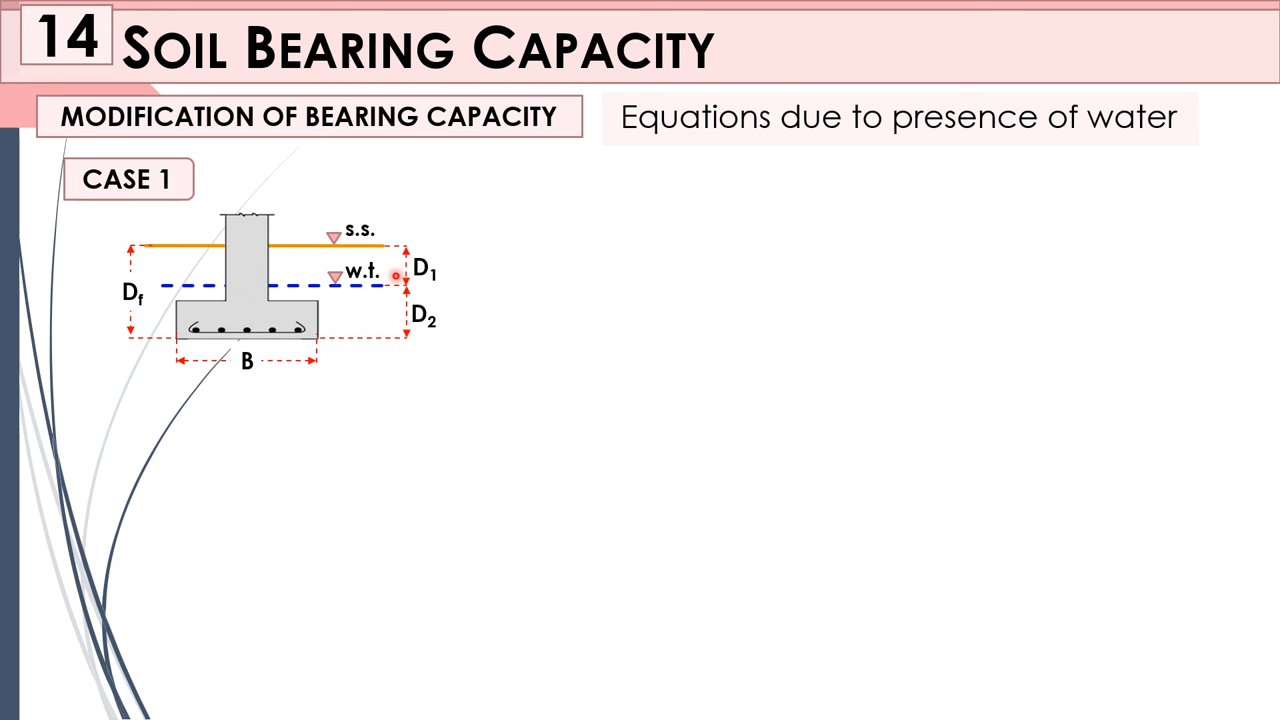 14 SOIL BEARING CAPACITY
MODIFICATION OF BEARING CAPACITY
Equations due to presence of water
CASE 1
s.s.
w.t.
D1
Df
D2
B